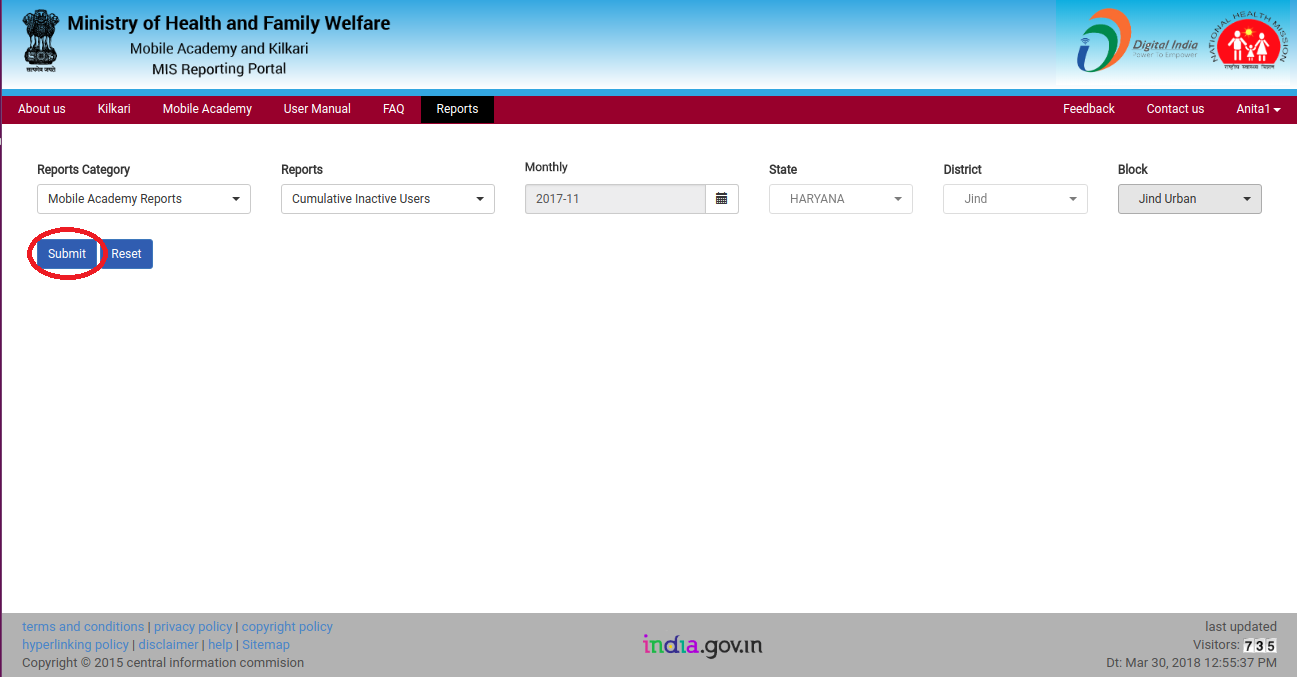 Ministry of Health and Family Welfare
Mobile Academy and Kilkari
MIS Reporting Portal
सत्यमेव जयते
Digital India
Power To Empower
NATIONAL HEALTH MISSION
राष्ट्रीय स्वास्थ्य मिशन
About us Kilkari Mobile Academy User Manual FAQ Reports Feedback Contact us Anita1
Reports Category Reports Monthly State District Block
Mobile Academy Reports Cumulative Inactive Users 2017-11 HARYANA Jind Jind Urban
Submit Reset
terms and conditions | privacy policy | copyright policy
hyperlinking policy | disclaimer | help | Sitemap
Copyright © 2015 central information commision
india.gov.in
last updated
Visitors: 735
Dt: Mar 30, 2018 12:55:37 PM